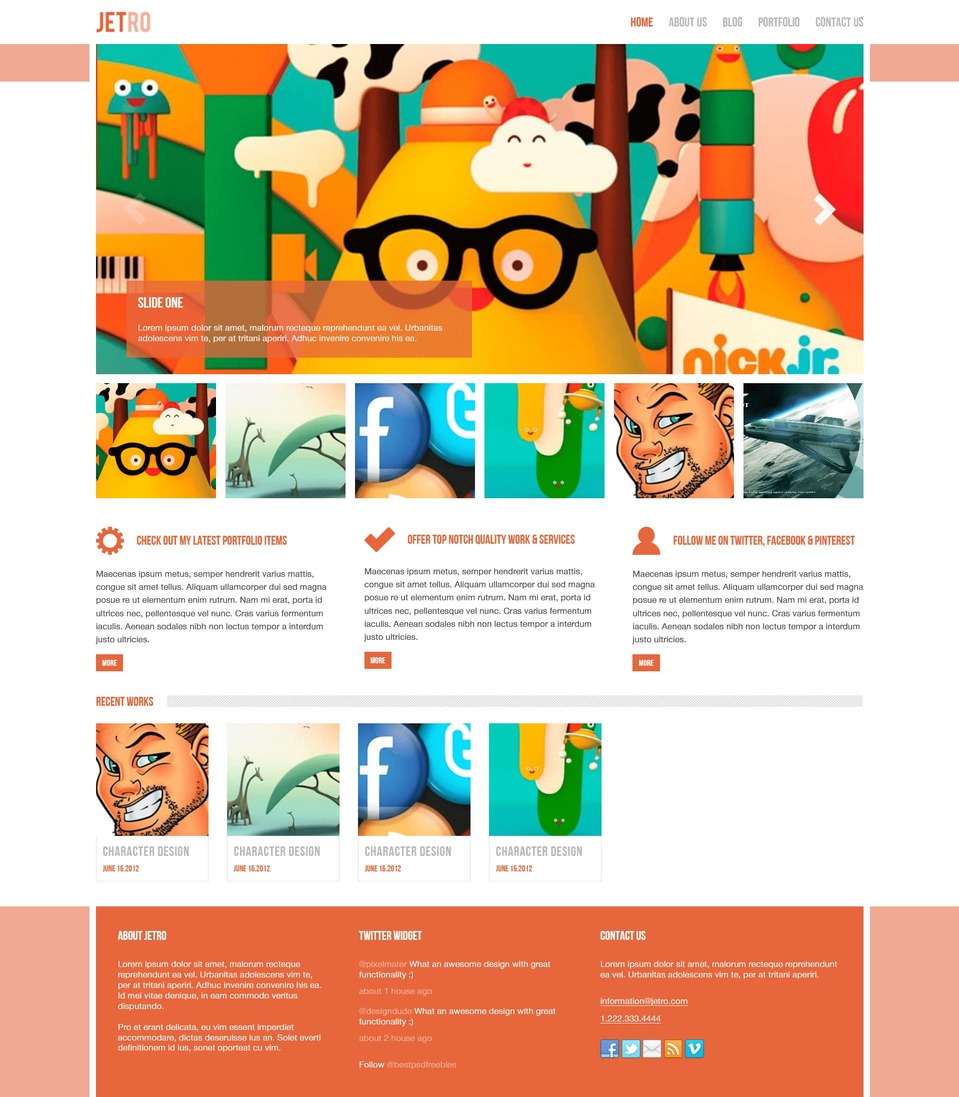 JETRO
HOME ABOUT US BLOG PORTFOLIO CONTACT US
SLIDE ONE
Lorem ipsum dolor sit amet, malorum recteque reprehendunt ea vel. Urbanitas
adolescens vim te, per at tritani aperiri. Adhuc invenire convenire his ea.
nick jr.
CHECK OUT MY LATEST PORTFOLIO ITEMS
Maecenas ipsum metus, semper hendrerit varius mattis,
congue sit amet tellus. Aliquam ullamcorper dui sed magna
posue re ut elementum enim rutrum. Nam mi erat, porta id
ultrices nec, pellentesque vel nunc. Cras varius fermentum
iaculis. Aenean sodales nibh non lectus tempor a interdum
justo ultricies.
MORE
OFFER TOP NOTCH QUALITY WORK & SERVICES
Maecenas ipsum metus, semper hendrerit varius mattis,
congue sit amet tellus. Aliquam ullamcorper dui sed magna
posue re ut elementum enim rutrum. Nam mi erat, porta id
ultrices nec, pellentesque vel nunc. Cras varius fermentum
iaculis. Aenean sodales nibh non lectus tempor a interdum
justo ultricies.
MORE
FOLLOW ME ON TWITTER, FACEBOOK & PINTEREST
Maecenas ipsum metus, semper hendrerit varius mattis,
congue sit amet tellus. Aliquam ullamcorper dui sed magna
posue re ut elementum enim rutrum. Nam mi erat, porta id
ultrices nec, pellentesque vel nunc. Cras varius fermentum
iaculis. Aenean sodales nibh non lectus tempor a interdum
justo ultricies.
MORE
RECENT WORKS
CHARACTER DESIGN
JUNE 16.2012
CHARACTER DESIGN
JUNE 16.2012
CHARACTER DESIGN
JUNE 16.2012
CHARACTER DESIGN
JUNE 16.2012
ABOUT JETRO
Lorem ipsum dolor sit amet, malorum recteque
reprehendunt ea vel. Urbanitas adolescens vim te,
per at tritani aperiri. Adhuc invenire convenire his ea.
Id mei vitae denique, in eam commodo veritus
disputando.
Pro et erant delicata, eu vim essent imperdiet
accommodare, dictas deseruisse ius an. Solet everti
definitionem id ius, sonet oporteat cu vim.
TWITTER WIDGET
@pixelmater What an awesome design with great
functionality :)
about 1 house ago
@designdude What an awesome design with great
functionality :)
about 2 house ago
Follow @bestpsdfreebies
CONTACT US
Lorem ipsum dolor sit amet, malorum recteque reprehendunt
ea vel. Urbanitas adolescens vim te, per at tritani aperiri.
information@jetro.com
1.222.333.4444